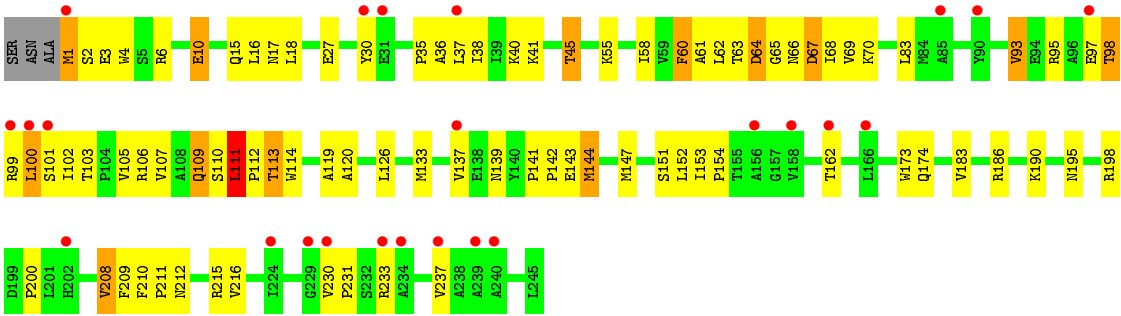 SER ASN ALA M1 S2 E3 W4 S5 R6 E10 Q15 L16 N17 L18 E27 Y30 E31 P35 A36 L37 I38 I39 K40 K41 T45 K55 I58 V59 F60 A61 L62 T63 D64 G65 N66 D67 I68 V69 K70 L83 M84 A85 Y90 V93 E94 R95 A96 E97 T98
R99 L100 S101 I102 T103 P104 V105 R106 V107 A108 Q109 S110 L111 P112 T113 W114 A119 A120 L126 M133 V137 E138 N139 Y140 P141 P142 E143 M144 M147 S151 L152 I153 P154 T155 A156 G157 V158 T162 L166 W173 Q174 V183 R186 K190 N195 R198
D199 P200 L201 H202 V208 F209 F210 P211 N212 R215 V216 I224 G229 V230 P231 S232 R233 A234 V237 A238 A239 A240 L245